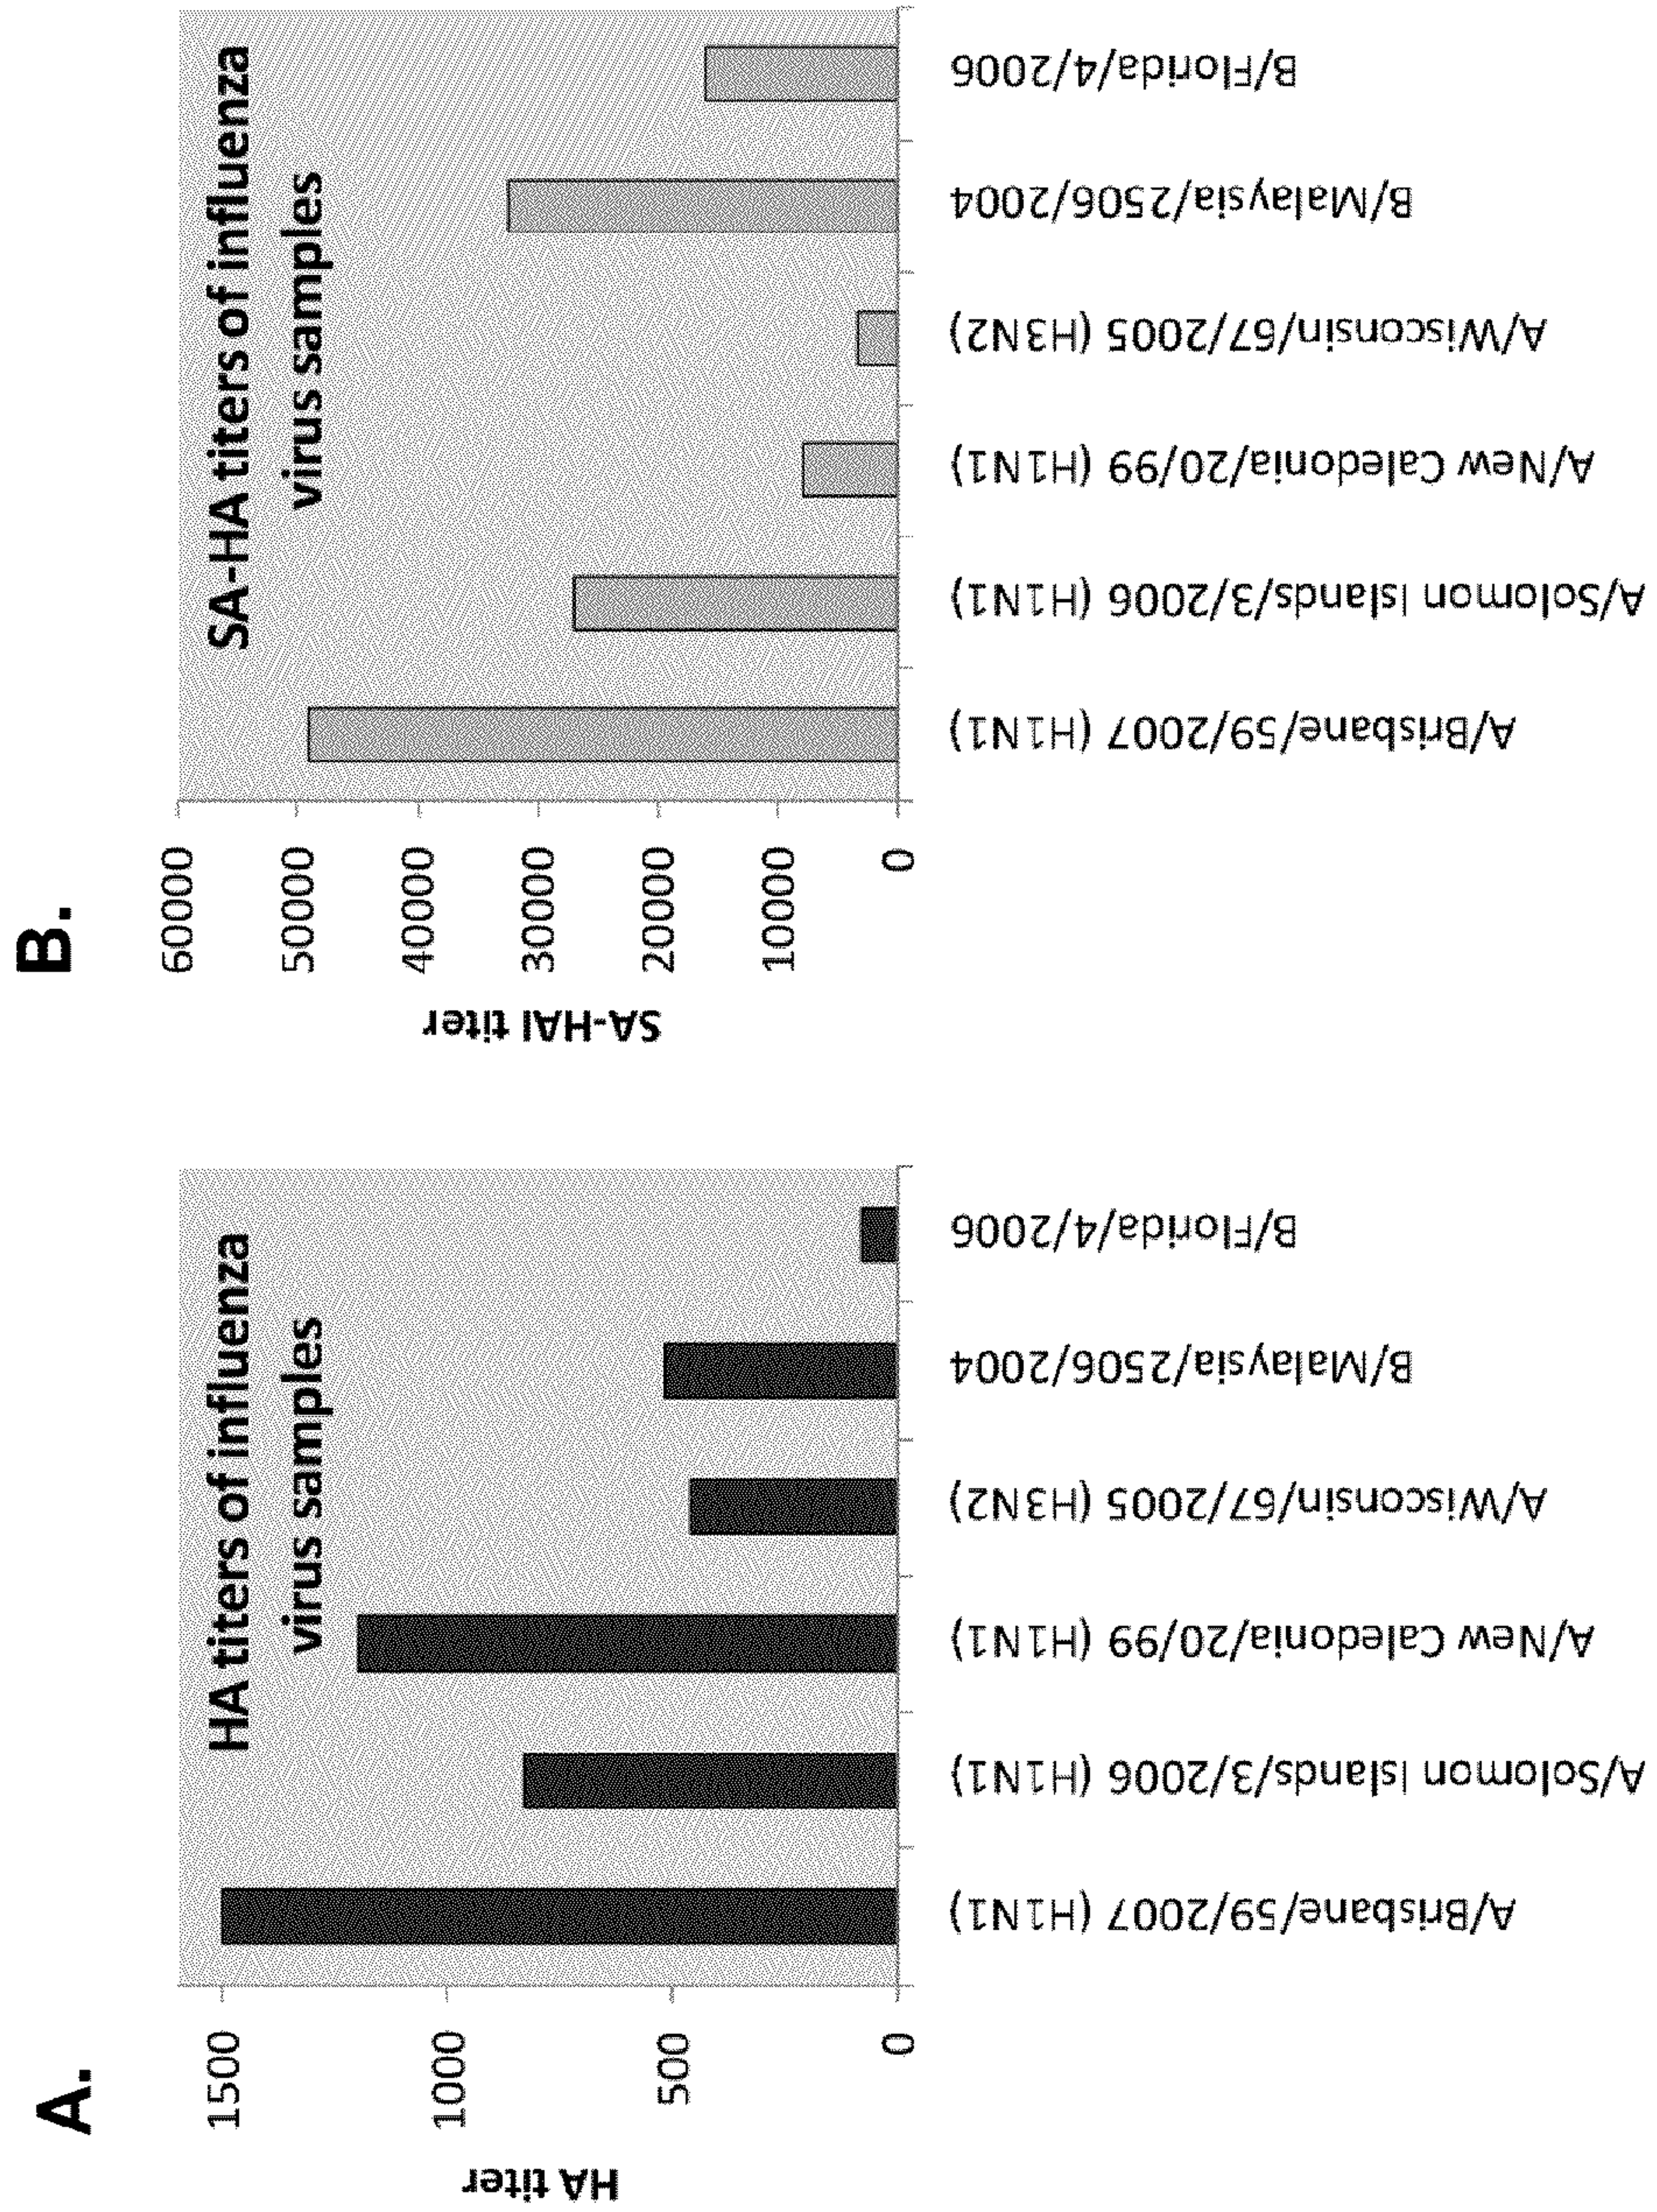 A.
HA titers of influenza
virus samples
HA titer
1500
1000
500
0
A/Brisbane/59/2007 (H1N1)
A/Solomon Islands/3/2006 (H1N1)
A/New Caledonia/20/99 (H1N1)
A/Wisconsin/67/2005 (H3N2)
B/Malaysia/2506/2004
B/Florida/4/2006
B.
SA-HA titers of influenza
virus samples
SA-HAI titer
60000
50000
40000
30000
20000
10000
0
A/Brisbane/59/2007 (H1N1)
A/Solomon Islands/3/2006 (H1N1)
A/New Caledonia/20/99 (H1N1)
A/Wisconsin/67/2005 (H3N2)
B/Malaysia/2506/2004
B/Florida/4/2006